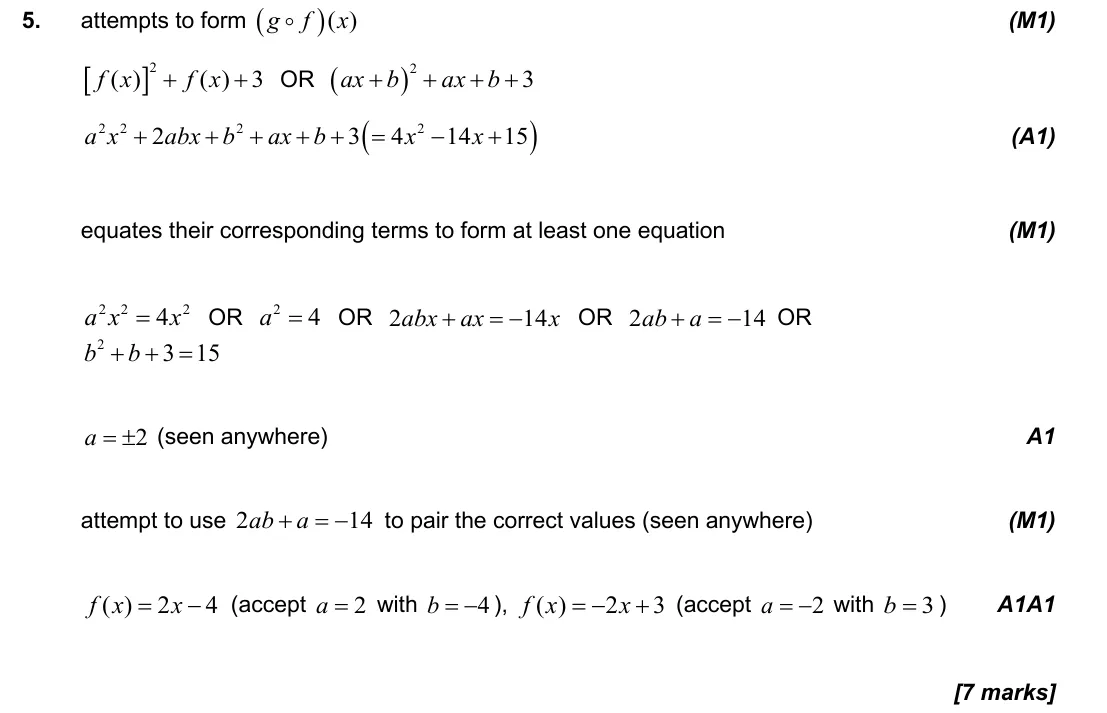 5. attempts to form (g ∘ f)(x) (M1)
[f(x)]² + f(x) + 3 OR (ax + b)² + ax + b + 3
a²x² + 2abx + b² + ax + b + 3(= 4x² − 14x + 15) (A1)
equates their corresponding terms to form at least one equation (M1)
a²x² = 4x² OR a² = 4 OR 2abx + ax = −14x OR 2ab + a = −14 OR
b² + b + 3 = 15
a = ±2 (seen anywhere) A1
attempt to use 2ab + a = −14 to pair the correct values (seen anywhere) (M1)
f(x) = 2x − 4 (accept a = 2 with b = −4), f(x) = −2x + 3 (accept a = −2 with b = 3) A1A1
[7 marks]